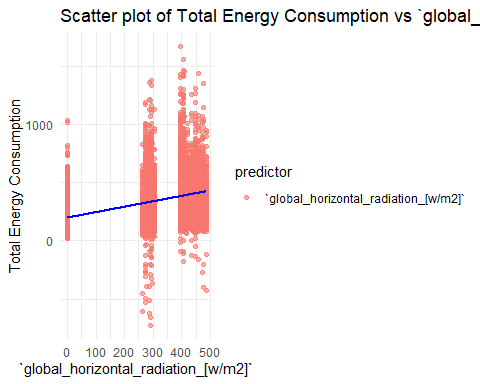 Scatter plot of Total Energy Consumption vs `global_
Total Energy Consumption
1000
0
0 100 200 300 400 500
`global_horizontal_radiation_[w/m2]`
predictor
`global_horizontal_radiation_[w/m2]`